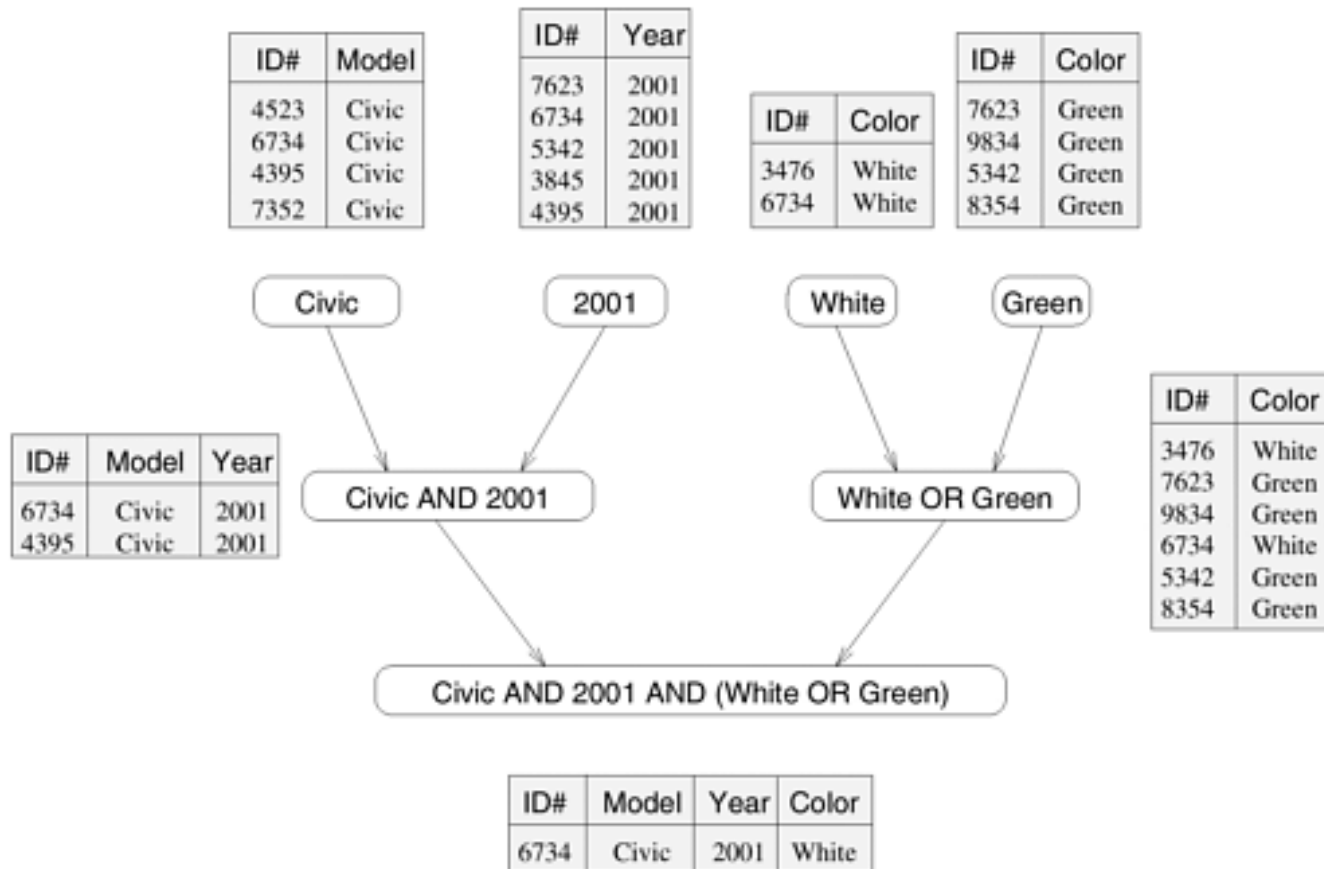 ID# Model
4523 Civic
6734 Civic
4395 Civic
7352 Civic
ID# Year
7623 2001
6734 2001
5342 2001
3845 2001
4395 2001
ID# Color
3476 White
6734 White
ID# Color
7623 Green
9834 Green
5342 Green
8354 Green
Civic
2001
White
Green
ID# Model Year
6734 Civic 2001
4395 Civic 2001
Civic AND 2001
White OR Green
ID# Color
3476 White
7623 Green
9834 Green
6734 White
5342 Green
8354 Green
Civic AND 2001 AND (White OR Green)
ID# Model Year Color
6734 Civic 2001 White